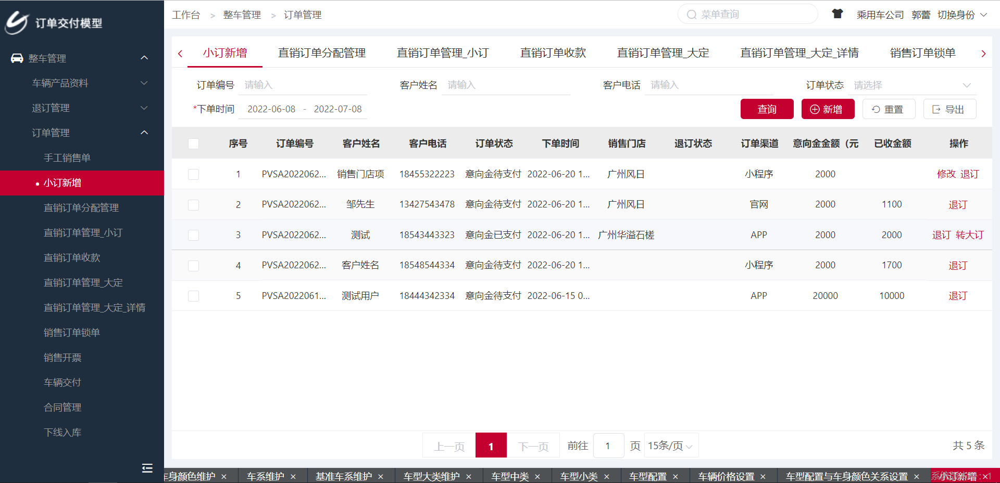 订单交付模型
整车管理
车辆产品资料
退订管理
订单管理
手工销售单
小订新增
直销订单分配管理
直销订单管理_小订
直销订单收款
直销订单管理_大定
直销订单管理_大定_详情
销售订单锁单
销售开票
车辆交付
合同管理
下线入库
工作台 > 整车管理 > 订单管理
菜单查询 乘用车公司 郭蕾 切换身份
小订新增 直销订单分配管理 直销订单管理_小订 直销订单收款 直销订单管理_大定 直销订单管理_大定_详情 销售订单锁单
订单编号 请输入 客户姓名 请输入 客户电话 请输入 订单状态 请选择
*下单时间 2022-06-08 - 2022-07-08 查询 新增 重置 导出
序号 订单编号 客户姓名 客户电话 订单状态 下单时间 销售门店 退订状态 订单渠道 意向金金额（元 已收金额 操作
1 PVSA2022062... 销售门店项 18455322223 意向金待支付 2022-06-20 1... 广州风日 小程序 2000 修改 退订
2 PVSA2022062... 邹先生 13427543478 意向金待支付 2022-06-20 1... 广州风日 官网 2000 1100 退订
3 PVSA2022062... 测试 18543443323 意向金已支付 2022-06-20 1... 广州华溢石槎 APP 2000 2000 退订 转大订
4 PVSA2022062... 客户姓名 18548544334 意向金待支付 2022-06-20 1... 小程序 2000 1700 退订
5 PVSA2022061... 测试用户 18444342334 意向金待支付 2022-06-15 0... APP 20000 10000 退订
上一页 1 下一页 前往 1 页 15条/页 共 5 条
车身颜色维护 × 车系维护 × 基准车系维护 × 车型大类维护 × 车型中类 × 车型小类 × 车型配置 × 车辆价格设置 × 车型配置与车身颜色关系设置 × 小订新增 ×